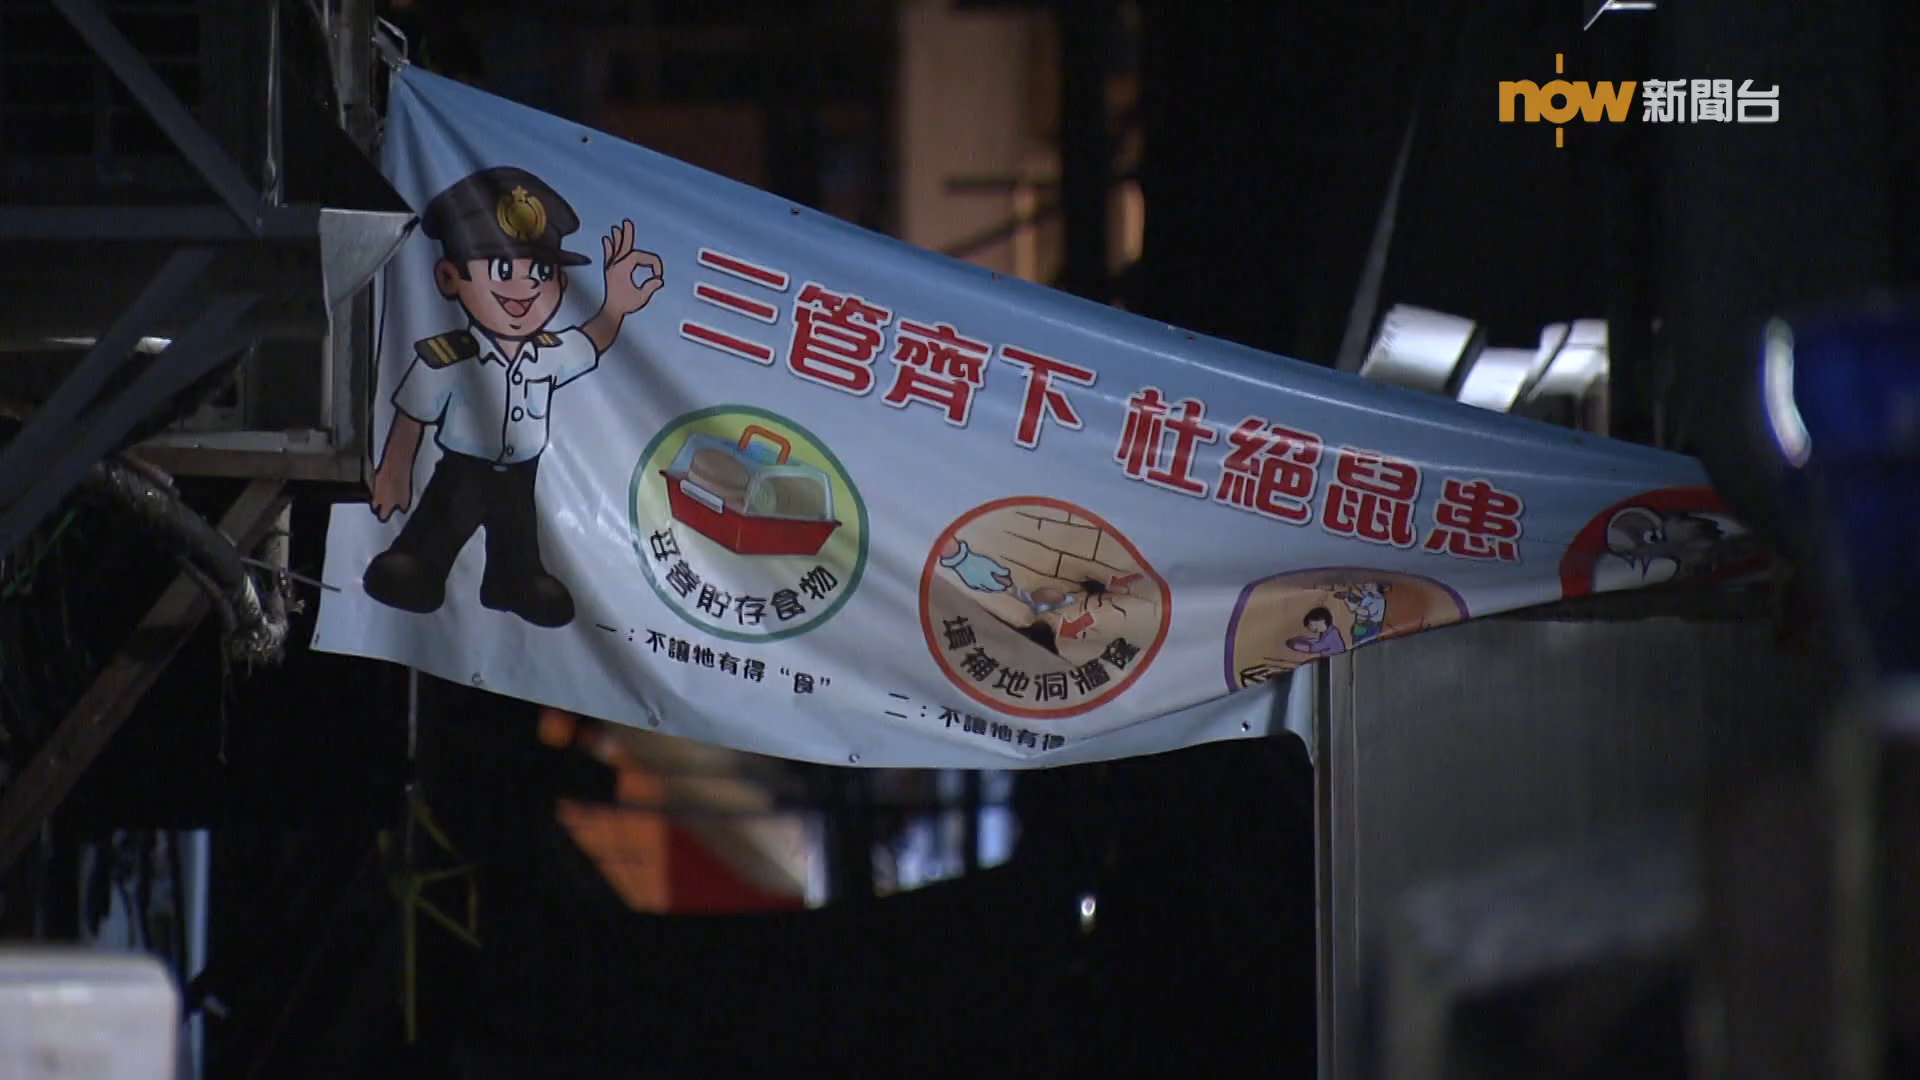 now新聞台
三管齊下 杜絕鼠患
妥善貯存食物
填補地洞牆隙
一：不讓牠有得“食”
二：不讓牠有得